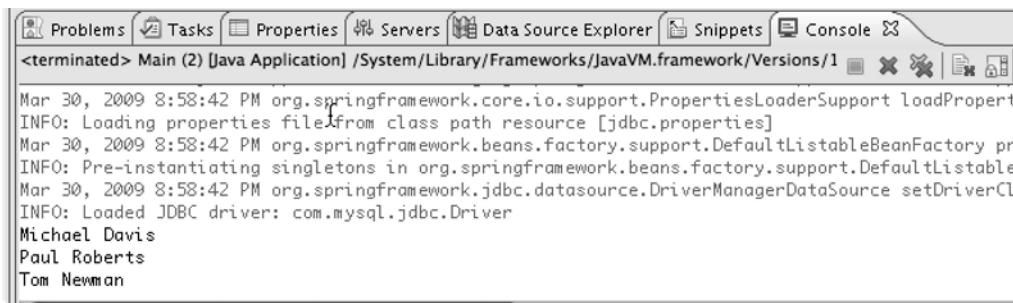 Problems Tasks Properties Servers Data Source Explorer Snippets Console
<terminated> Main (2) [Java Application] /System/Library/Frameworks/JavaVM.framework/Versions/1
Mar 30, 2009 8:58:42 PM org.springframework.core.io.support.PropertiesLoaderSupport loadPropert
INFO: Loading properties file from class path resource [jdbc.properties]
Mar 30, 2009 8:58:42 PM org.springframework.beans.factory.support.DefaultListableBeanFactory pr
INFO: Pre-instantiating singletons in org.springframework.beans.factory.support.DefaultListable
Mar 30, 2009 8:58:42 PM org.springframework.jdbc.datasource.DriverManagerDataSource setDriverCl
INFO: Loaded JDBC driver: com.mysql.jdbc.Driver
Michael Davis
Paul Roberts
Tom Newman